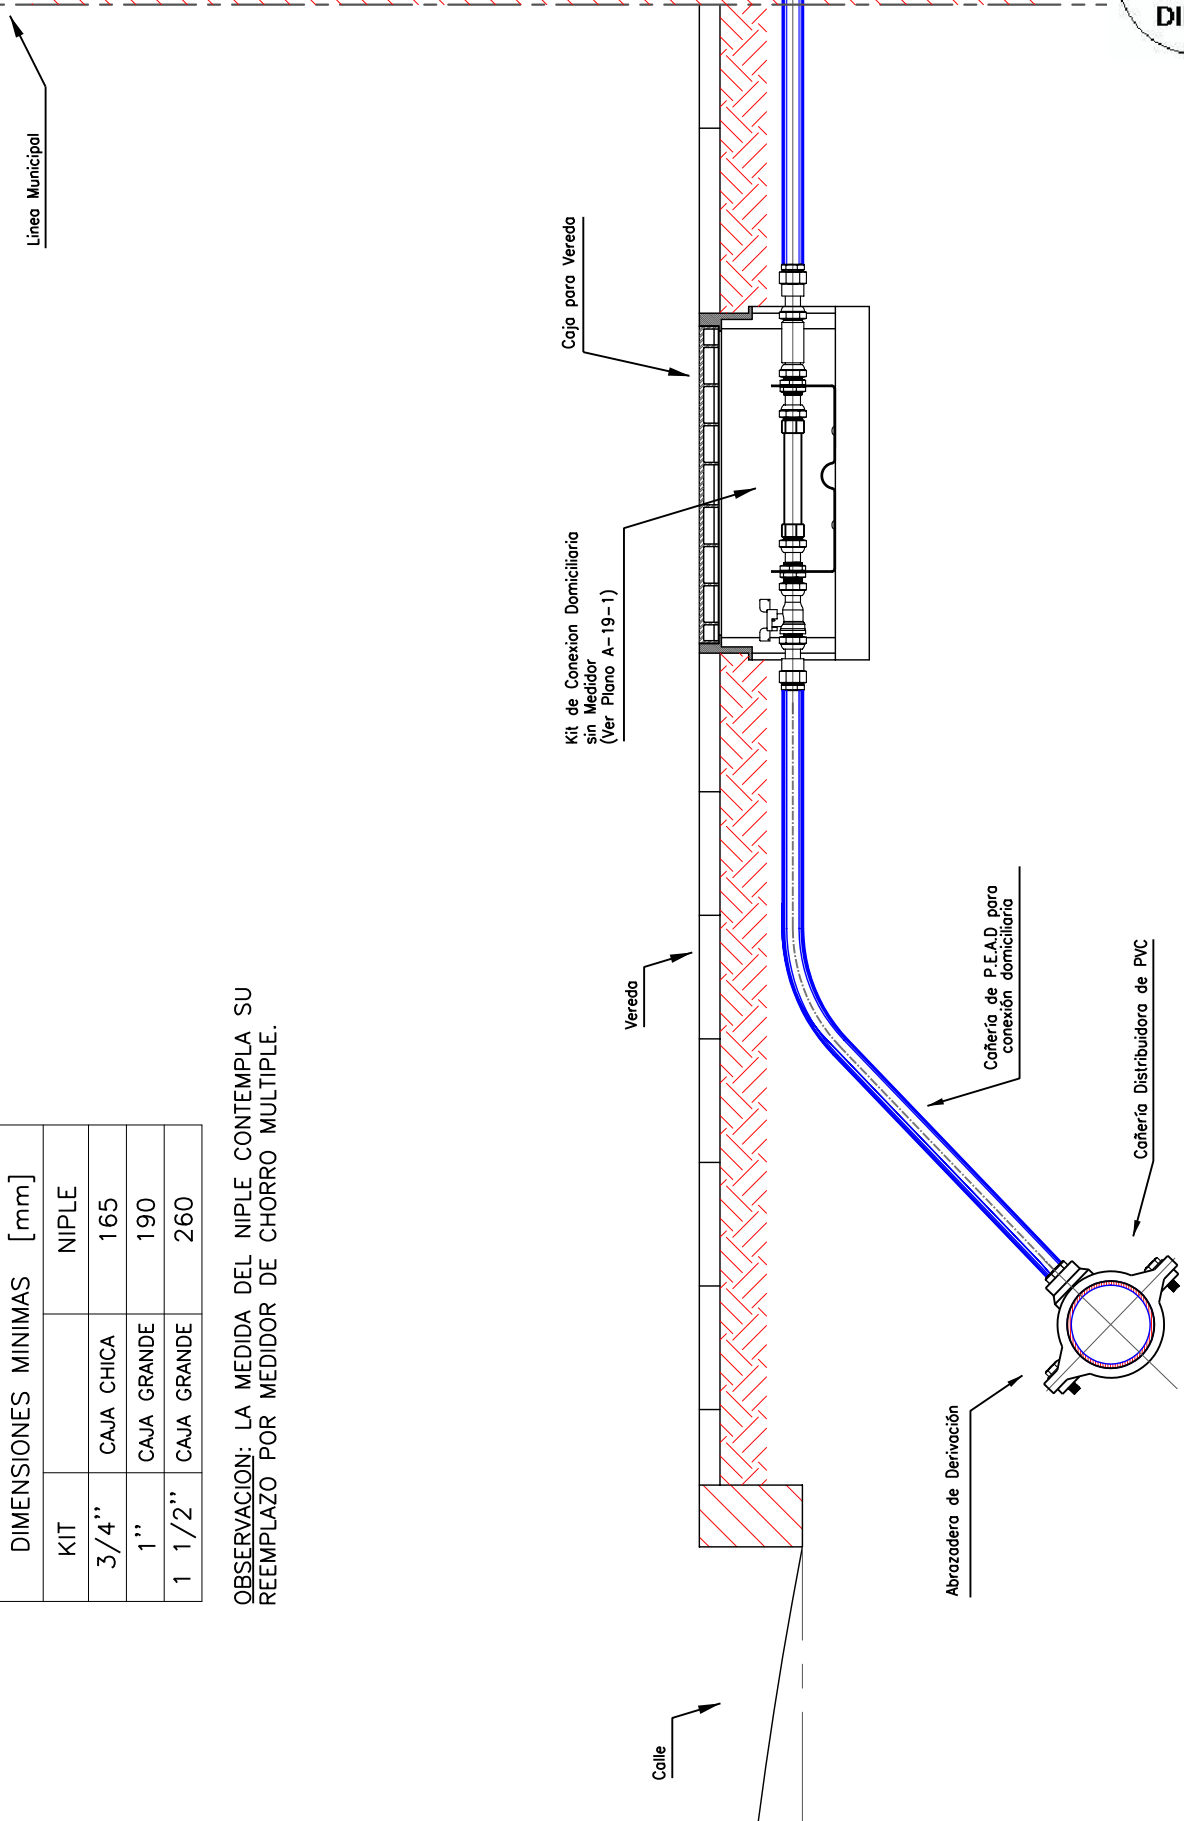 DIMENSIONES MINIMAS [mm]
KIT NIPLE
3/4'' CAJA CHICA 165
1'' CAJA GRANDE 190
1 1/2'' CAJA GRANDE 260
OBSERVACION: LA MEDIDA DEL NIPLE CONTEMPLA SU
REEMPLAZO POR MEDIDOR DE CHORRO MULTIPLE.
Linea Municipal
Caja para Vereda
Kit de Conexion Domiciliaria
sin Medidor
(Ver Plano A-19-1)
Vereda
Calle
Abrazadera de Derivación
Cañería de P.E.A.D para
conexión domiciliaria
Cañería Distribuidora de PVC